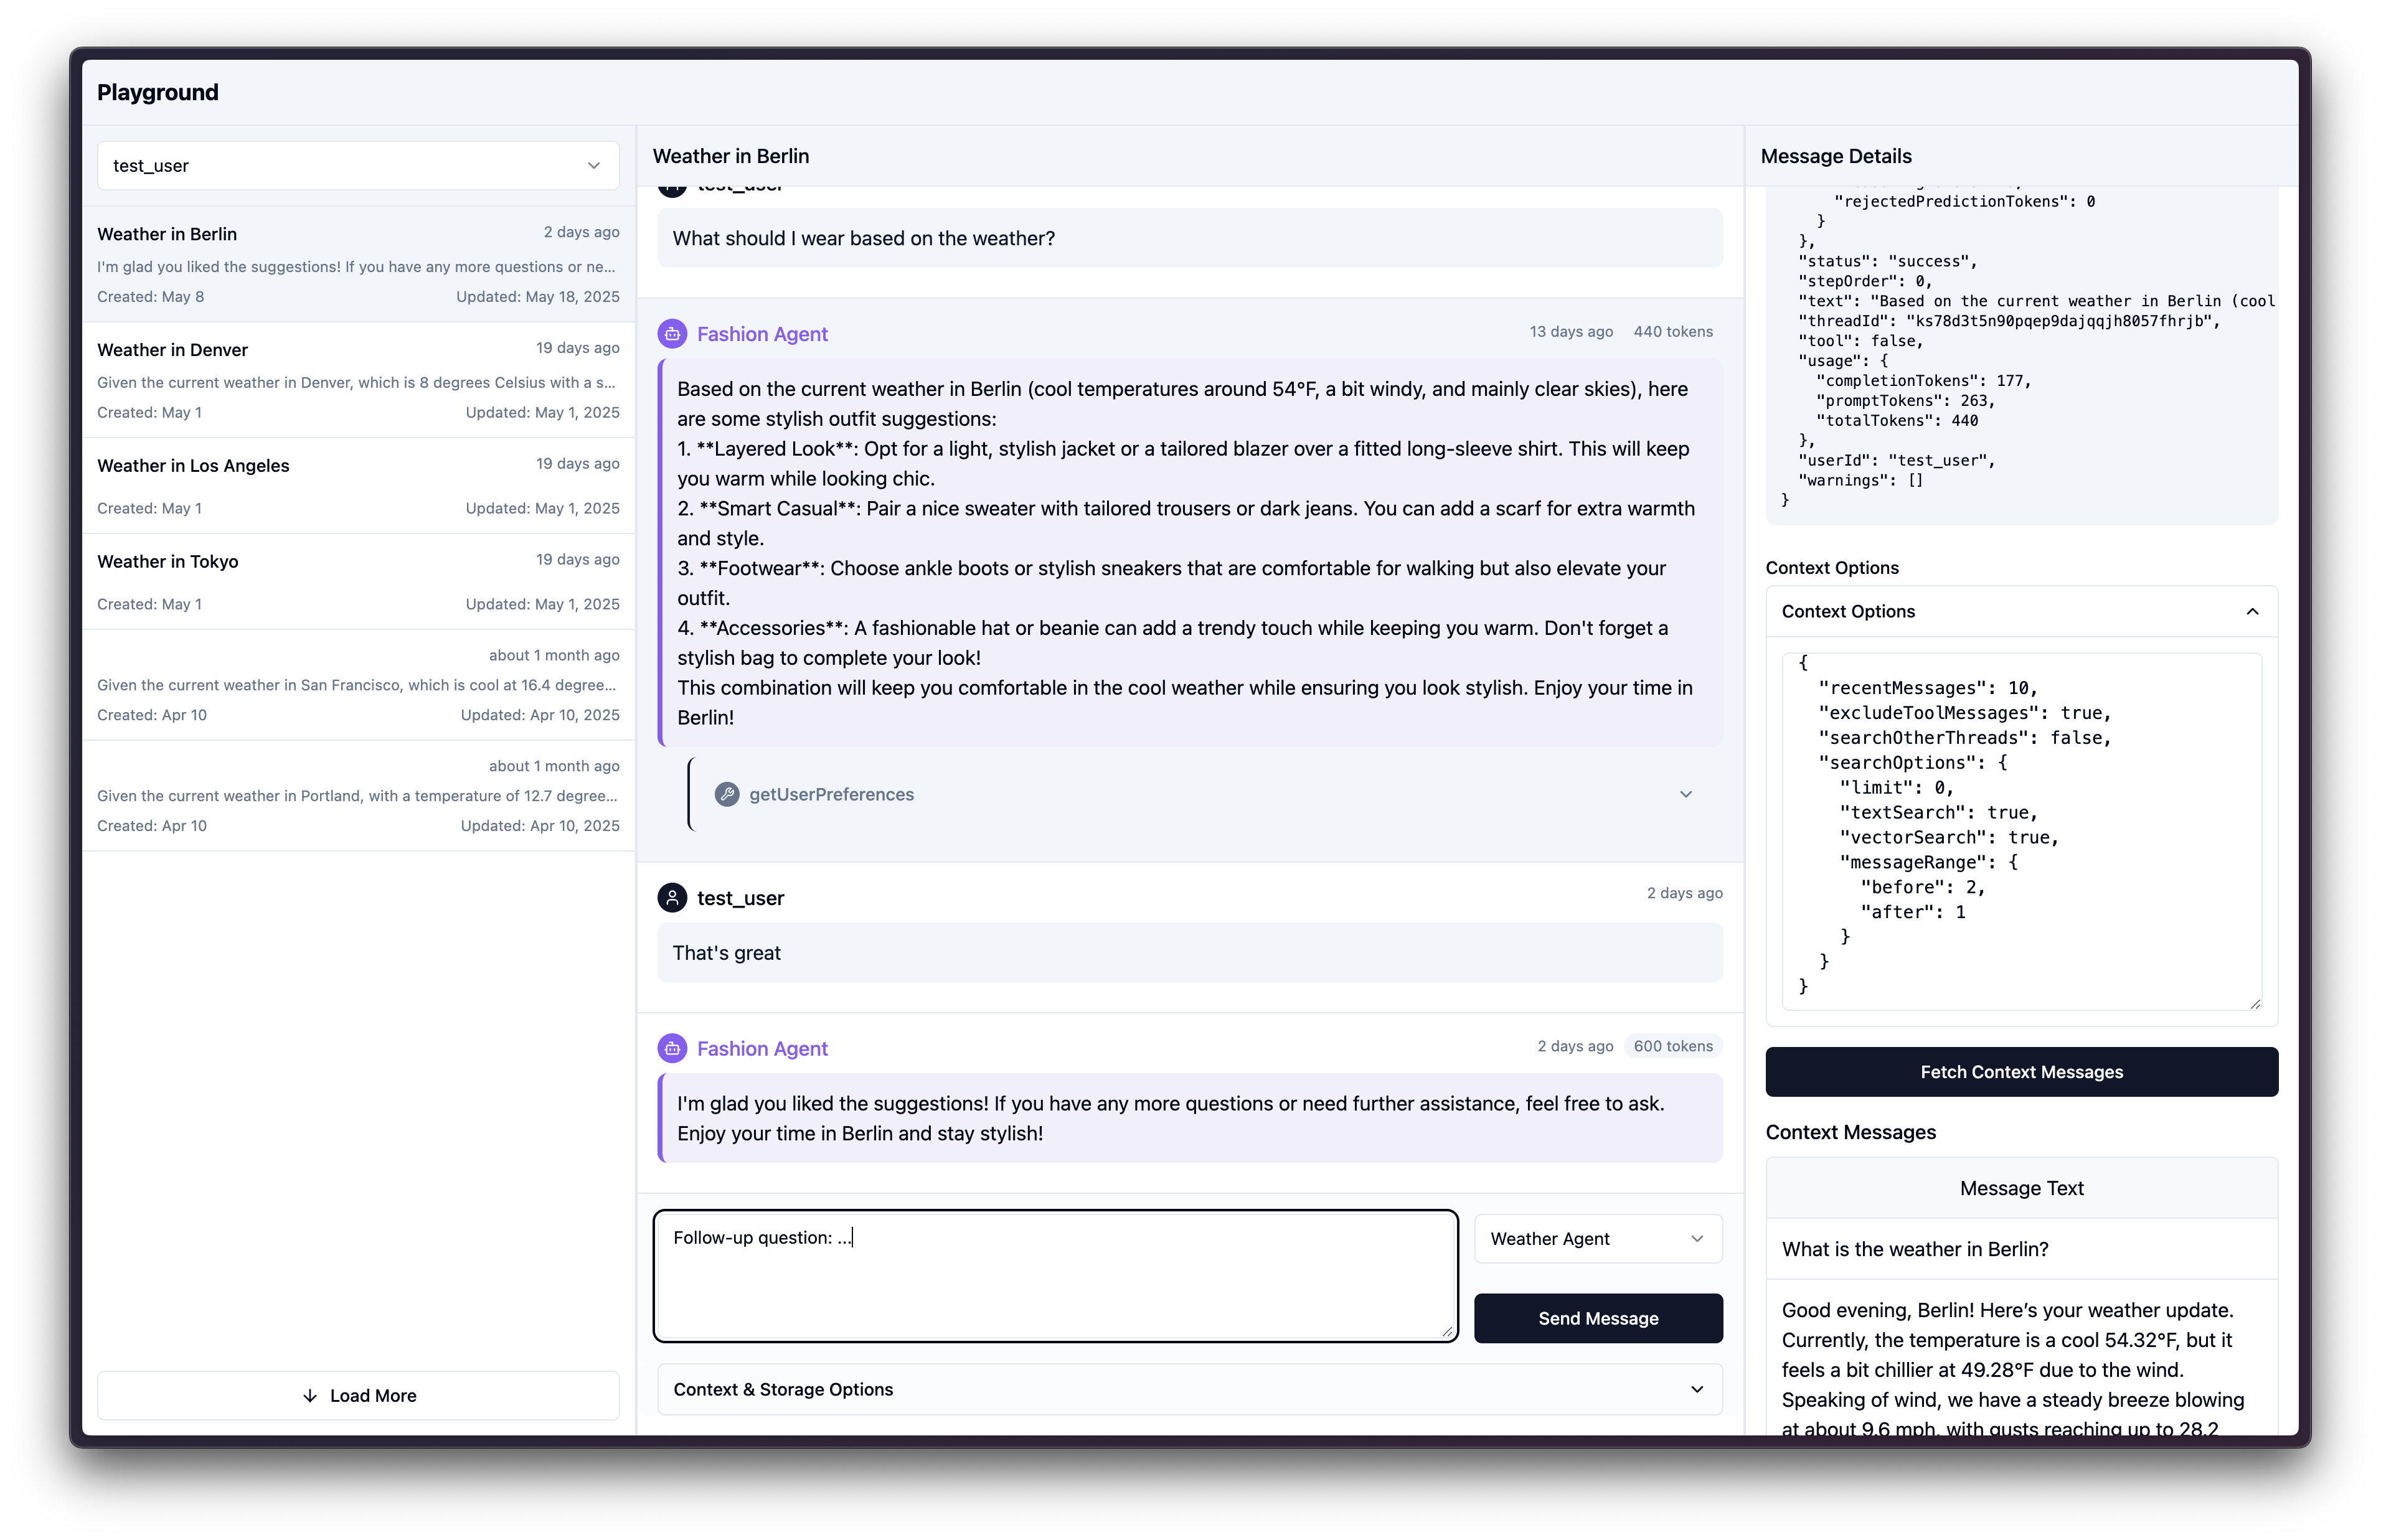 Playground
test_user
Weather in Berlin
2 days ago
I'm glad you liked the suggestions! If you have any more questions or ne...
Created: May 8
Updated: May 18, 2025
Weather in Denver
19 days ago
Given the current weather in Denver, which is 8 degrees Celsius with a s...
Created: May 1
Updated: May 1, 2025
Weather in Los Angeles
19 days ago
Created: May 1
Updated: May 1, 2025
Weather in Tokyo
19 days ago
Created: May 1
Updated: May 1, 2025
about 1 month ago
Given the current weather in San Francisco, which is cool at 16.4 degree...
Created: Apr 10
Updated: Apr 10, 2025
about 1 month ago
Given the current weather in Portland, with a temperature of 12.7 degree...
Created: Apr 10
Updated: Apr 10, 2025
Load More
Weather in Berlin
test_user
What should I wear based on the weather?
Fashion Agent
13 days ago
440 tokens
Based on the current weather in Berlin (cool temperatures around 54°F, a bit windy, and mainly clear skies), here
are some stylish outfit suggestions:
1. **Layered Look**: Opt for a light, stylish jacket or a tailored blazer over a fitted long-sleeve shirt. This will keep
you warm while looking chic.
2. **Smart Casual**: Pair a nice sweater with tailored trousers or dark jeans. You can add a scarf for extra warmth
and style.
3. **Footwear**: Choose ankle boots or stylish sneakers that are comfortable for walking but also elevate your
outfit.
4. **Accessories**: A fashionable hat or beanie can add a trendy touch while keeping you warm. Don't forget a
stylish bag to complete your look!
This combination will keep you comfortable in the cool weather while ensuring you look stylish. Enjoy your time in
Berlin!
getUserPreferences
test_user
2 days ago
That's great
Fashion Agent
2 days ago
600 tokens
I'm glad you liked the suggestions! If you have any more questions or need further assistance, feel free to ask.
Enjoy your time in Berlin and stay stylish!
Follow-up question: ...
Weather Agent
Send Message
Context & Storage Options
Message Details
"rejectedPredictionTokens": 0
}
},
"status": "success",
"stepOrder": 0,
"text": "Based on the current weather in Berlin (cool
"threadId": "ks78d3t5n90pqep9dajqqjh8057fhrjb",
"tool": false,
"usage": {
"completionTokens": 177,
"promptTokens": 263,
"totalTokens": 440
},
"userId": "test_user",
"warnings": []
}
Context Options
Context Options
{
"recentMessages": 10,
"excludeToolMessages": true,
"searchOtherThreads": false,
"searchOptions": {
"limit": 0,
"textSearch": true,
"vectorSearch": true,
"messageRange": {
"before": 2,
"after": 1
}
}
}
Fetch Context Messages
Context Messages
Message Text
What is the weather in Berlin?
Good evening, Berlin! Here’s your weather update.
Currently, the temperature is a cool 54.32°F, but it
feels a bit chillier at 49.28°F due to the wind.
Speaking of wind, we have a steady breeze blowing
at about 9.6 mph, with gusts reaching up to 28.2